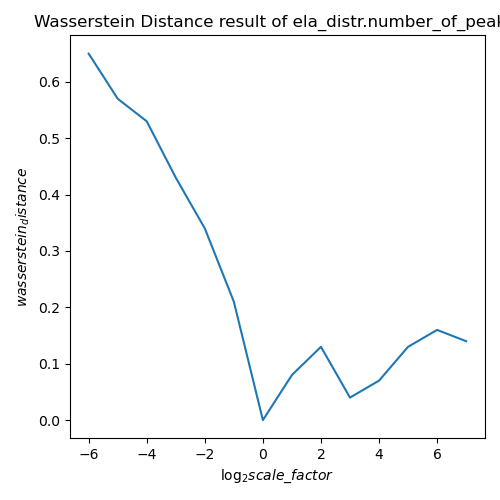 Wasserstein Distance result of ela_distr.number_of_peal
0.6
0.5
0.4
0.3
0.2
0.1
0.0
wasserstein_distance
−6 −4 −2 0 2 4 6
log₂scale_factor